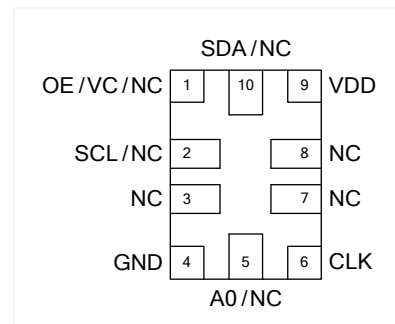 SDA/NC
OE/VC/NC 1 10 9 VDD
SCL/NC 2 8 NC
NC 3 7 NC
GND 4 5 6 CLK
A0/NC